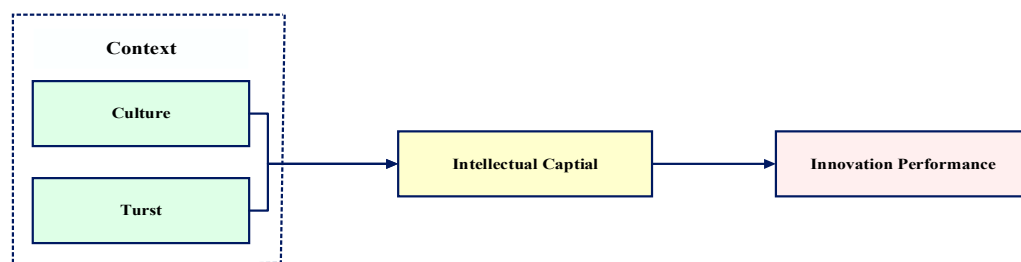 Context
Culture
Intellectual Captial
Innovation Performance
Turst